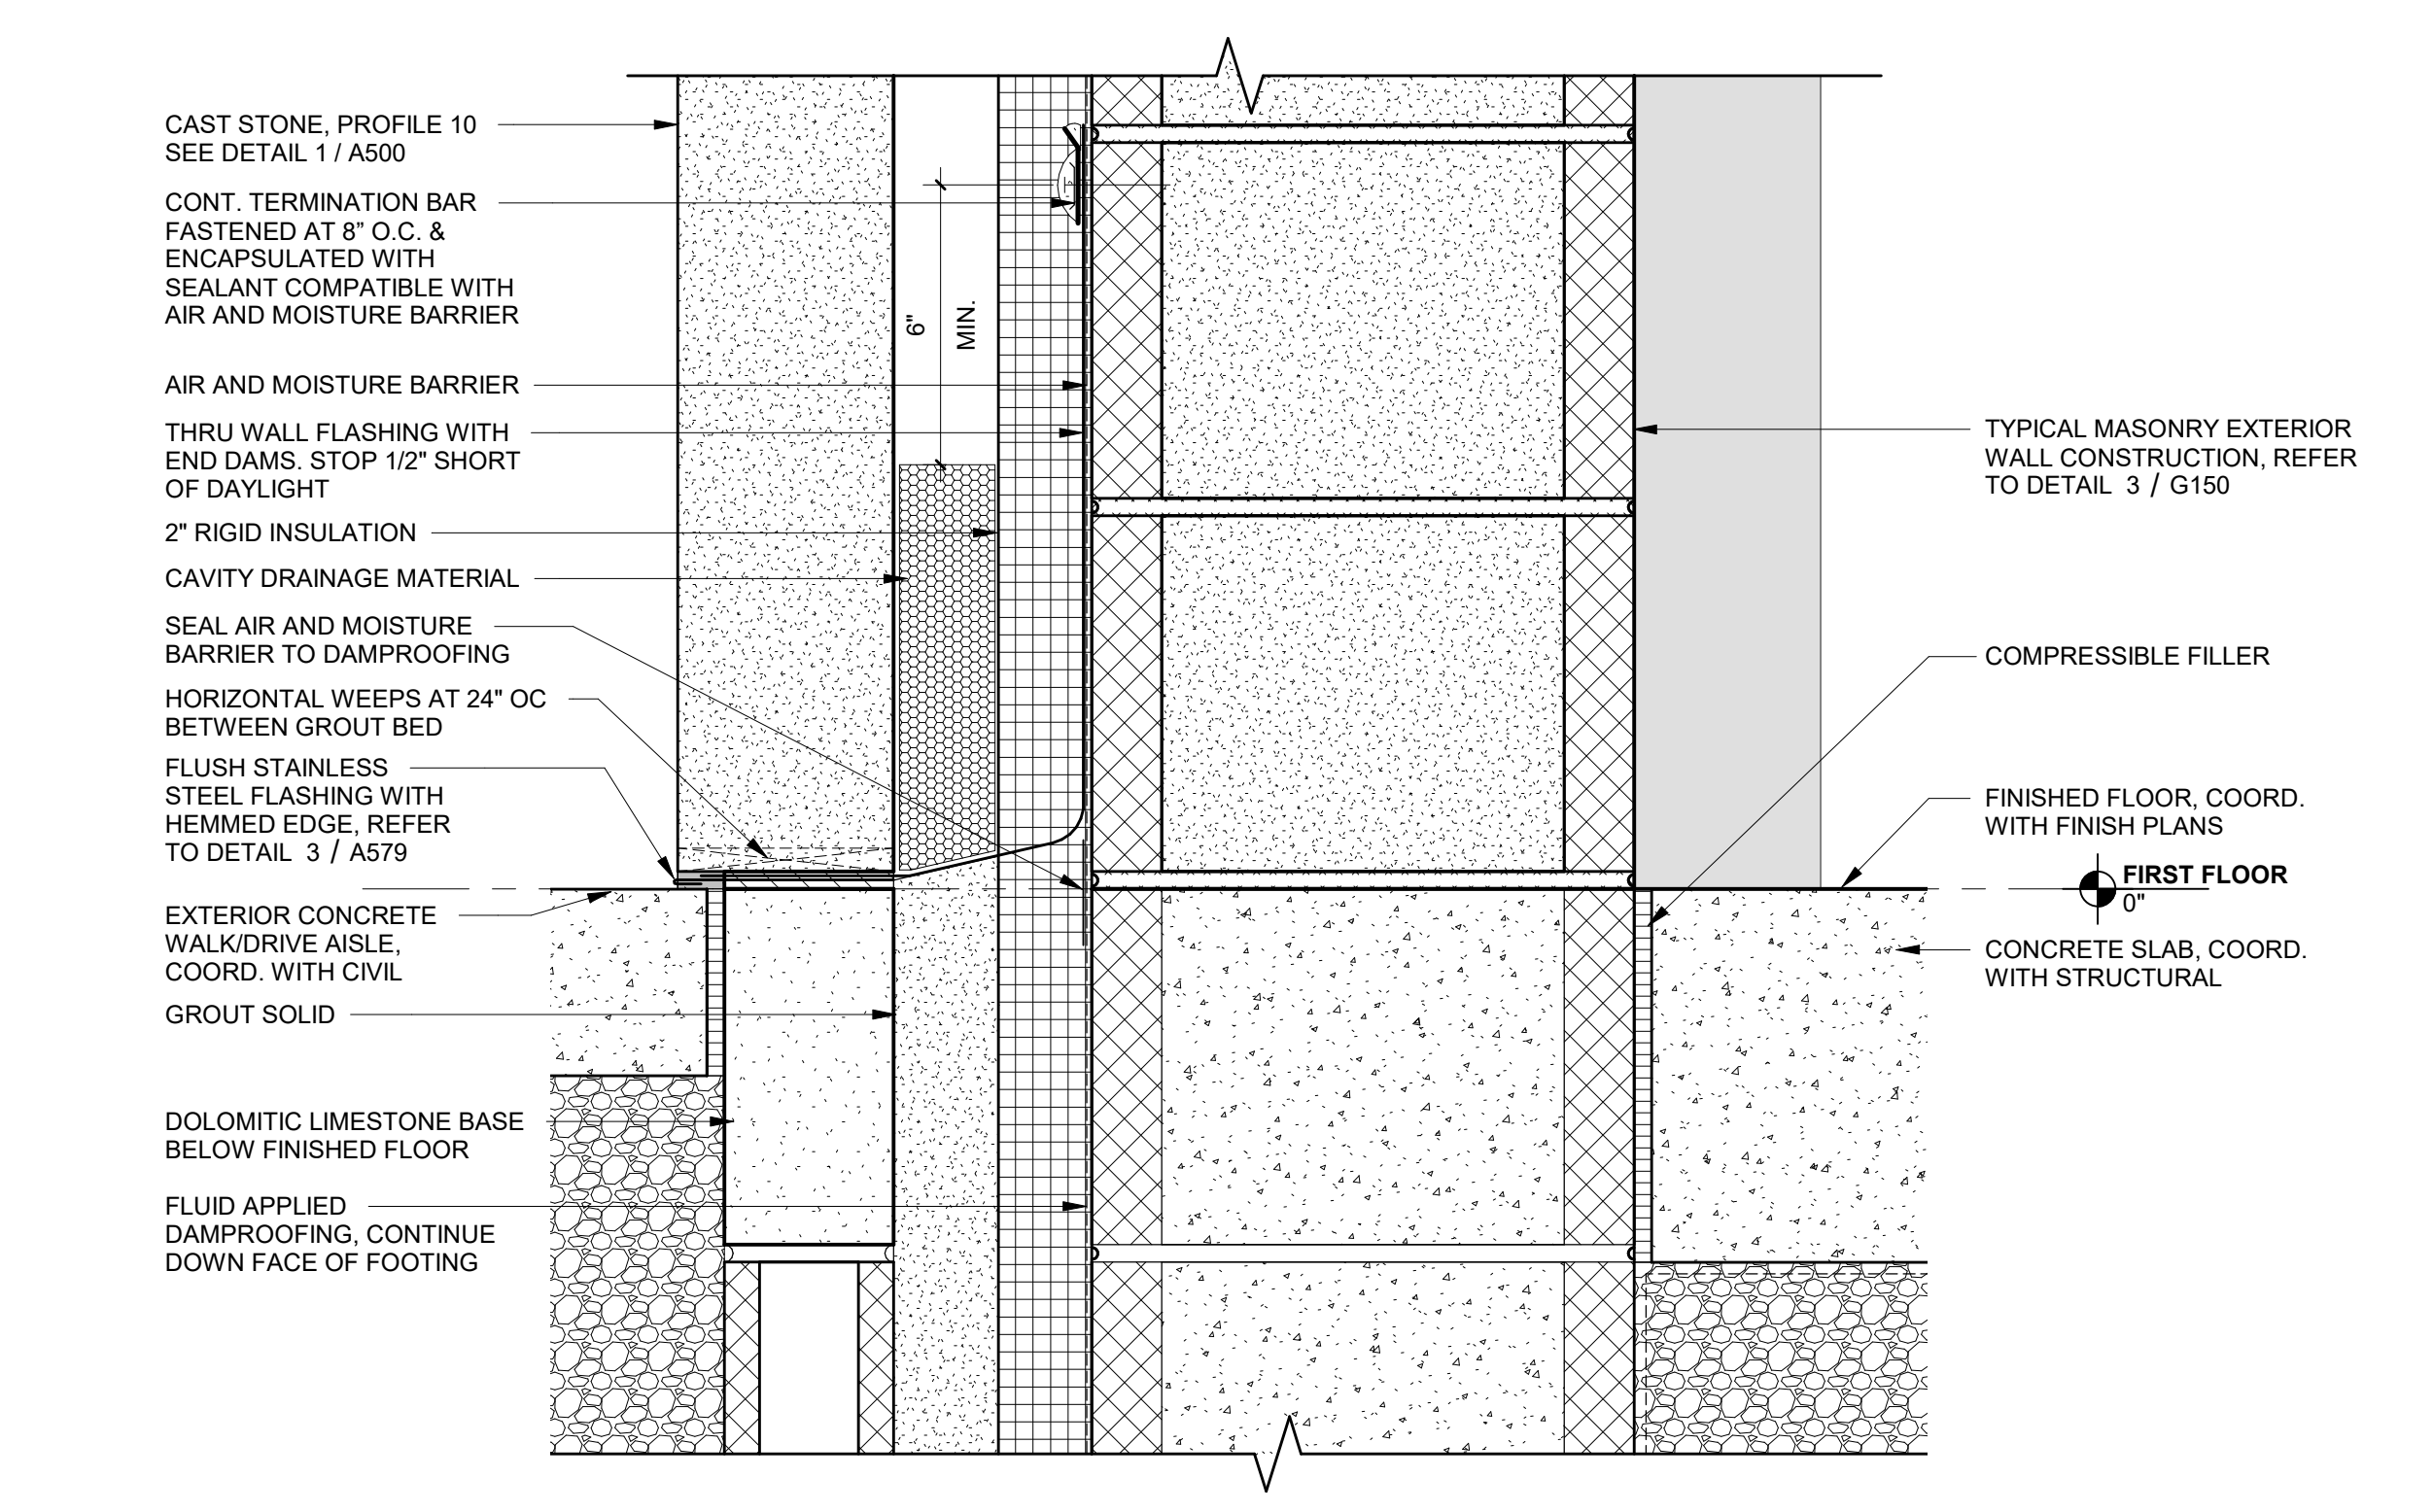 CAST STONE, PROFILE 10
SEE DETAIL 1 / A500
CONT. TERMINATION BAR
FASTENED AT 8” O.C. &
ENCAPSULATED WITH
SEALANT COMPATIBLE WITH
AIR AND MOISTURE BARRIER
AIR AND MOISTURE BARRIER
THRU WALL FLASHING WITH
END DAMS. STOP 1/2" SHORT
OF DAYLIGHT
2" RIGID INSULATION
CAVITY DRAINAGE MATERIAL
SEAL AIR AND MOISTURE
BARRIER TO DAMPROOFING
HORIZONTAL WEEPS AT 24" OC
BETWEEN GROUT BED
FLUSH STAINLESS
STEEL FLASHING WITH
HEMMED EDGE, REFER
TO DETAIL 3 / A579
EXTERIOR CONCRETE
WALK/DRIVE AISLE,
COORD. WITH CIVIL
GROUT SOLID
DOLOMITIC LIMESTONE BASE
BELOW FINISHED FLOOR
FLUID APPLIED
DAMPROOFING, CONTINUE
DOWN FACE OF FOOTING
6"
MIN.
TYPICAL MASONRY EXTERIOR
WALL CONSTRUCTION, REFER
TO DETAIL 3 / G150
COMPRESSIBLE FILLER
FINISHED FLOOR, COORD.
WITH FINISH PLANS
FIRST FLOOR
0"
CONCRETE SLAB, COORD.
WITH STRUCTURAL